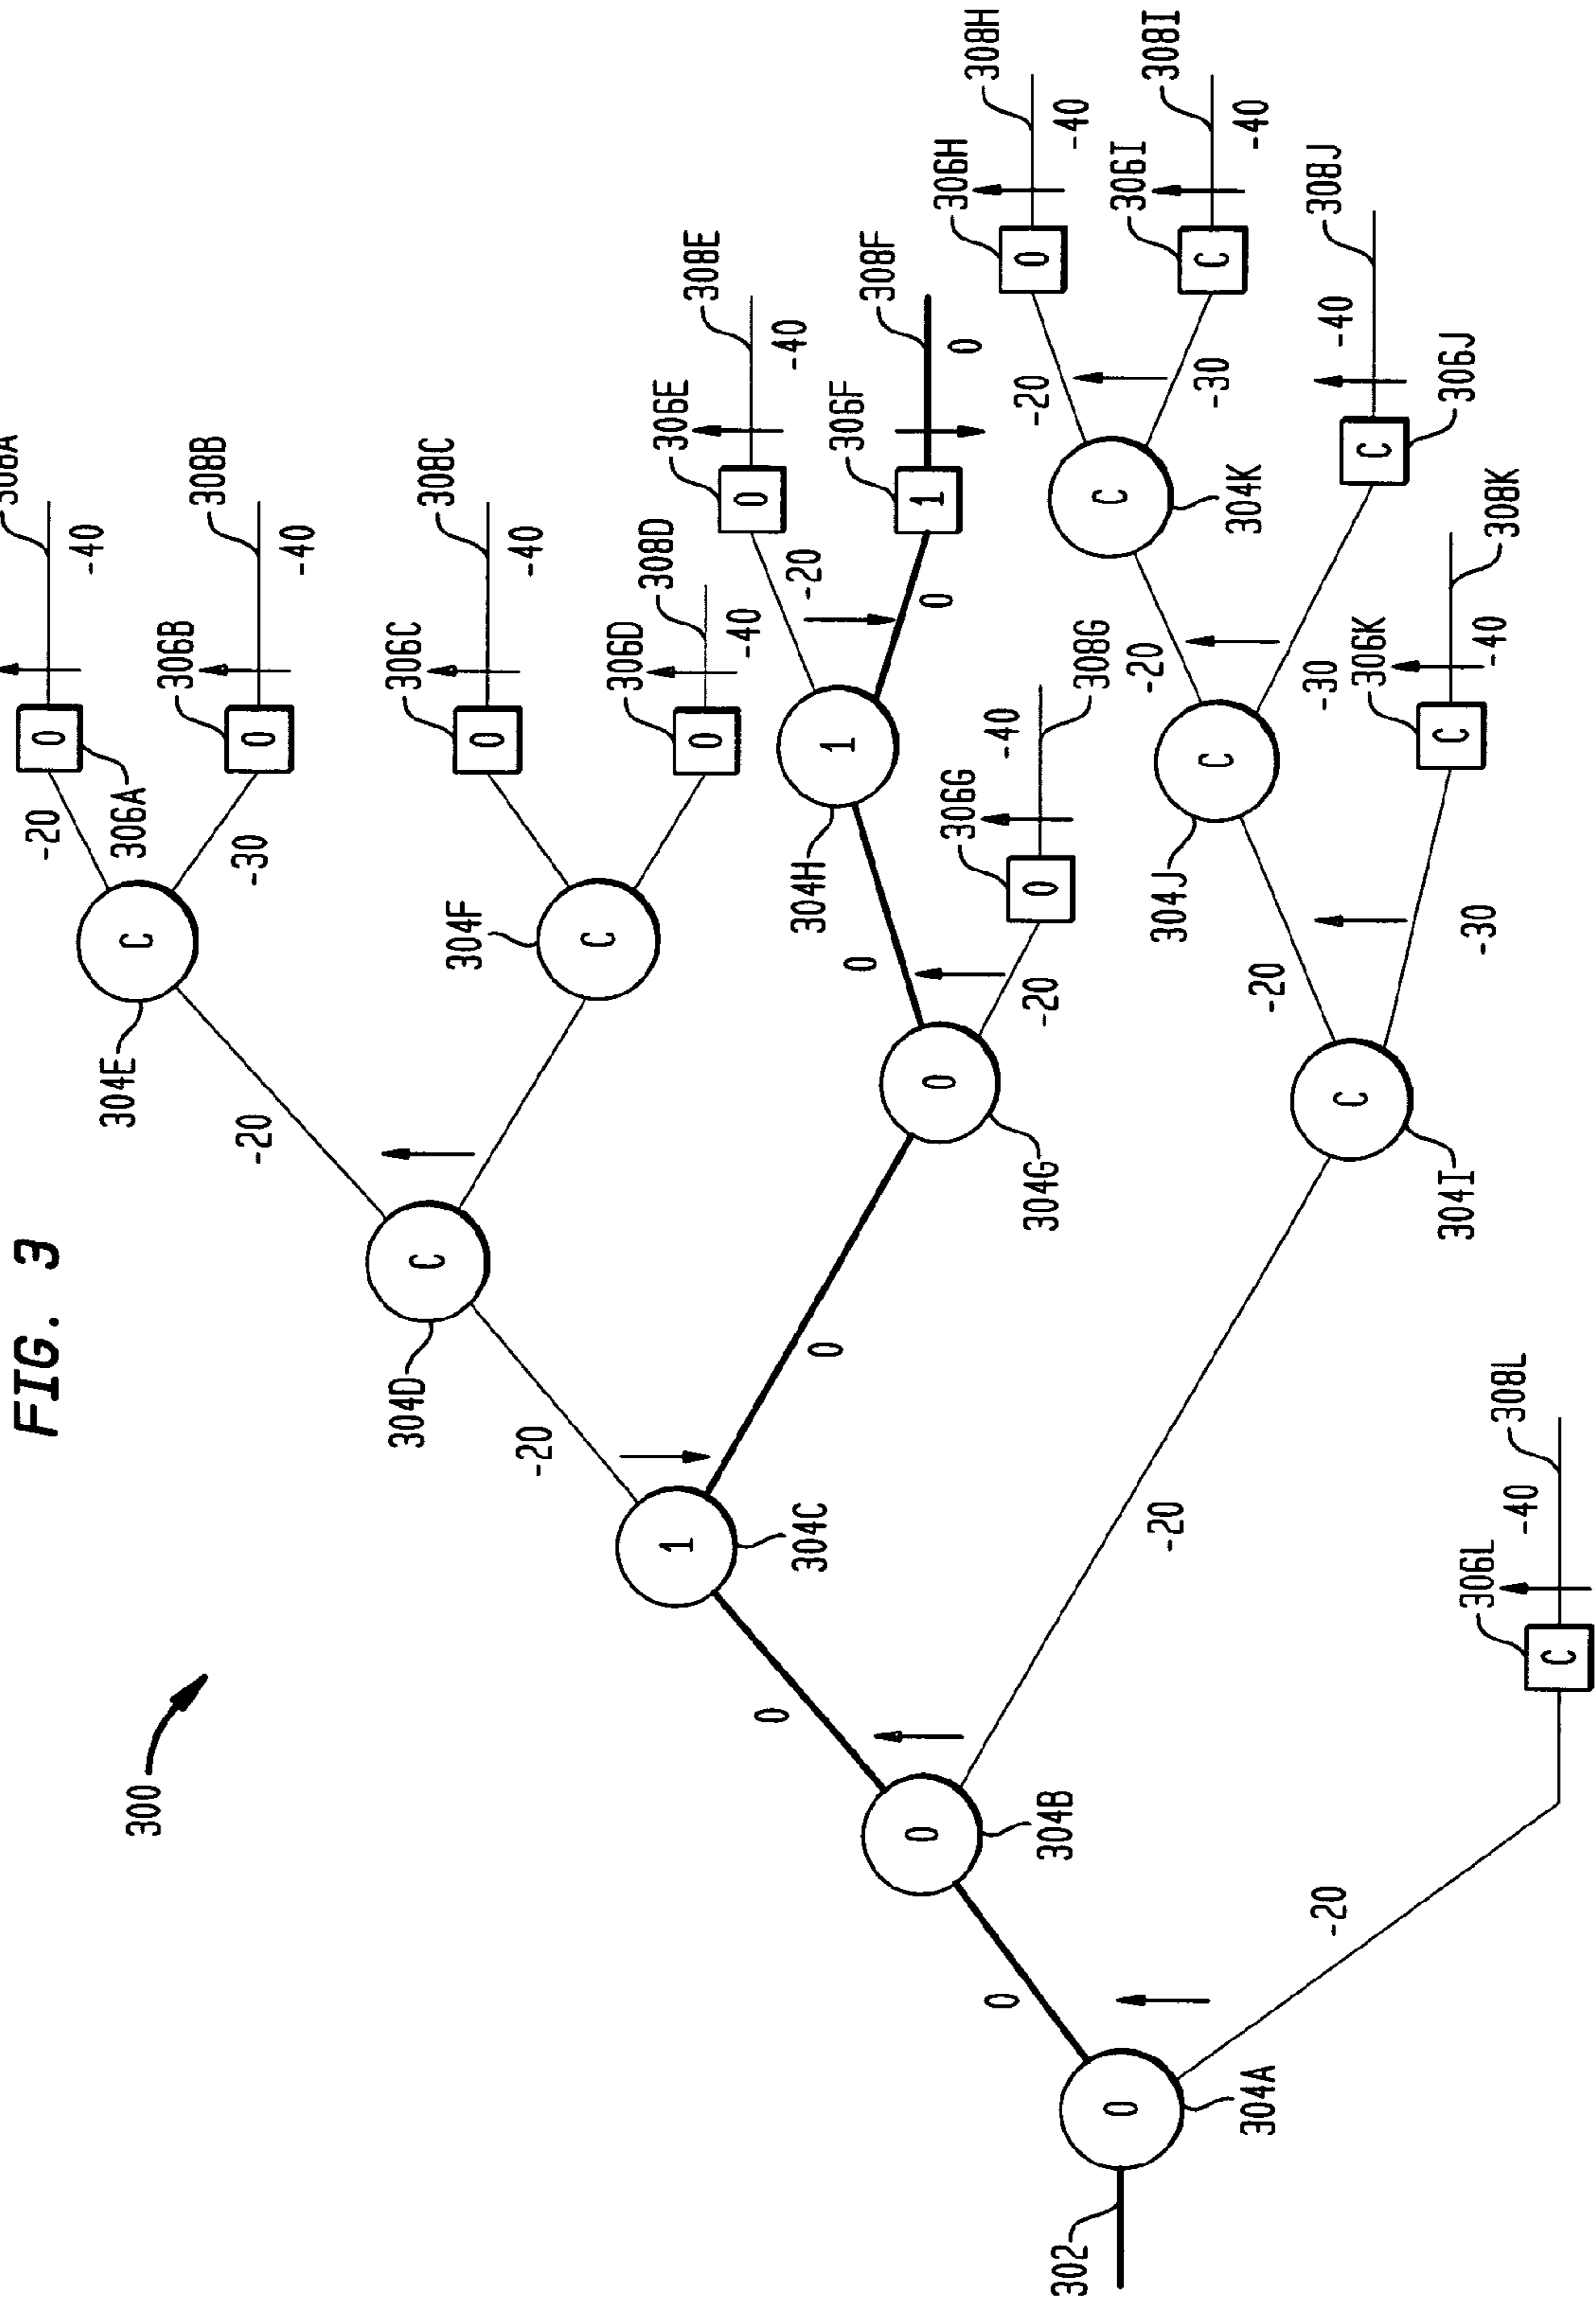 FIG. 3
300
302
304A
0
0
-20
306L
C
308L
-40
304B
0
0
-20
304C
1
-20
0
304D
C
-20
304E
C
-20
-30
306A
0
308A
-40
306B
0
308B
-40
304F
C
306C
0
308C
-40
306D
0
308D
-40
304G
0
0
-20
306G
0
308G
-40
304H
1
-20
0
306E
0
308E
-40
306F
1
308F
0
304I
C
-20
-30
306K
C
308K
-40
304J
C
-20
-30
306J
C
308J
-40
304K
C
-20
-30
306H
0
308H
-40
306I
C
308I
-40